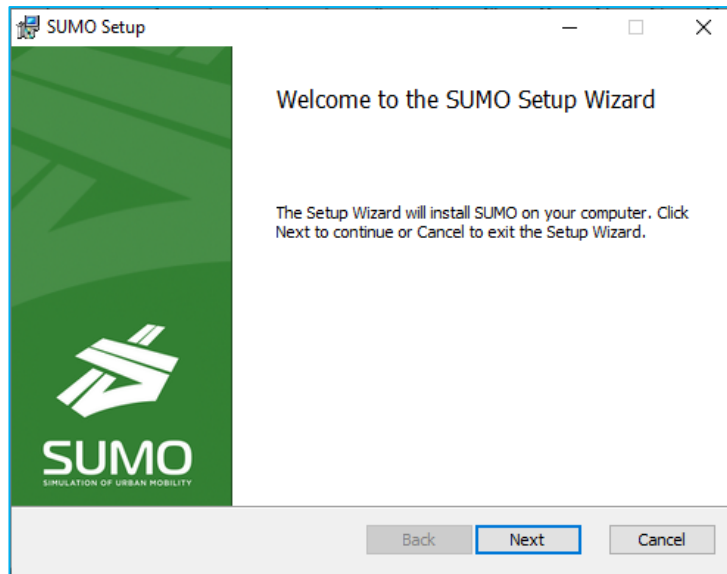 SUMO Setup
Welcome to the SUMO Setup Wizard
The Setup Wizard will install SUMO on your computer. Click
Next to continue or Cancel to exit the Setup Wizard.
SUMO
SIMULATION OF URBAN MOBILITY
Back
Next
Cancel